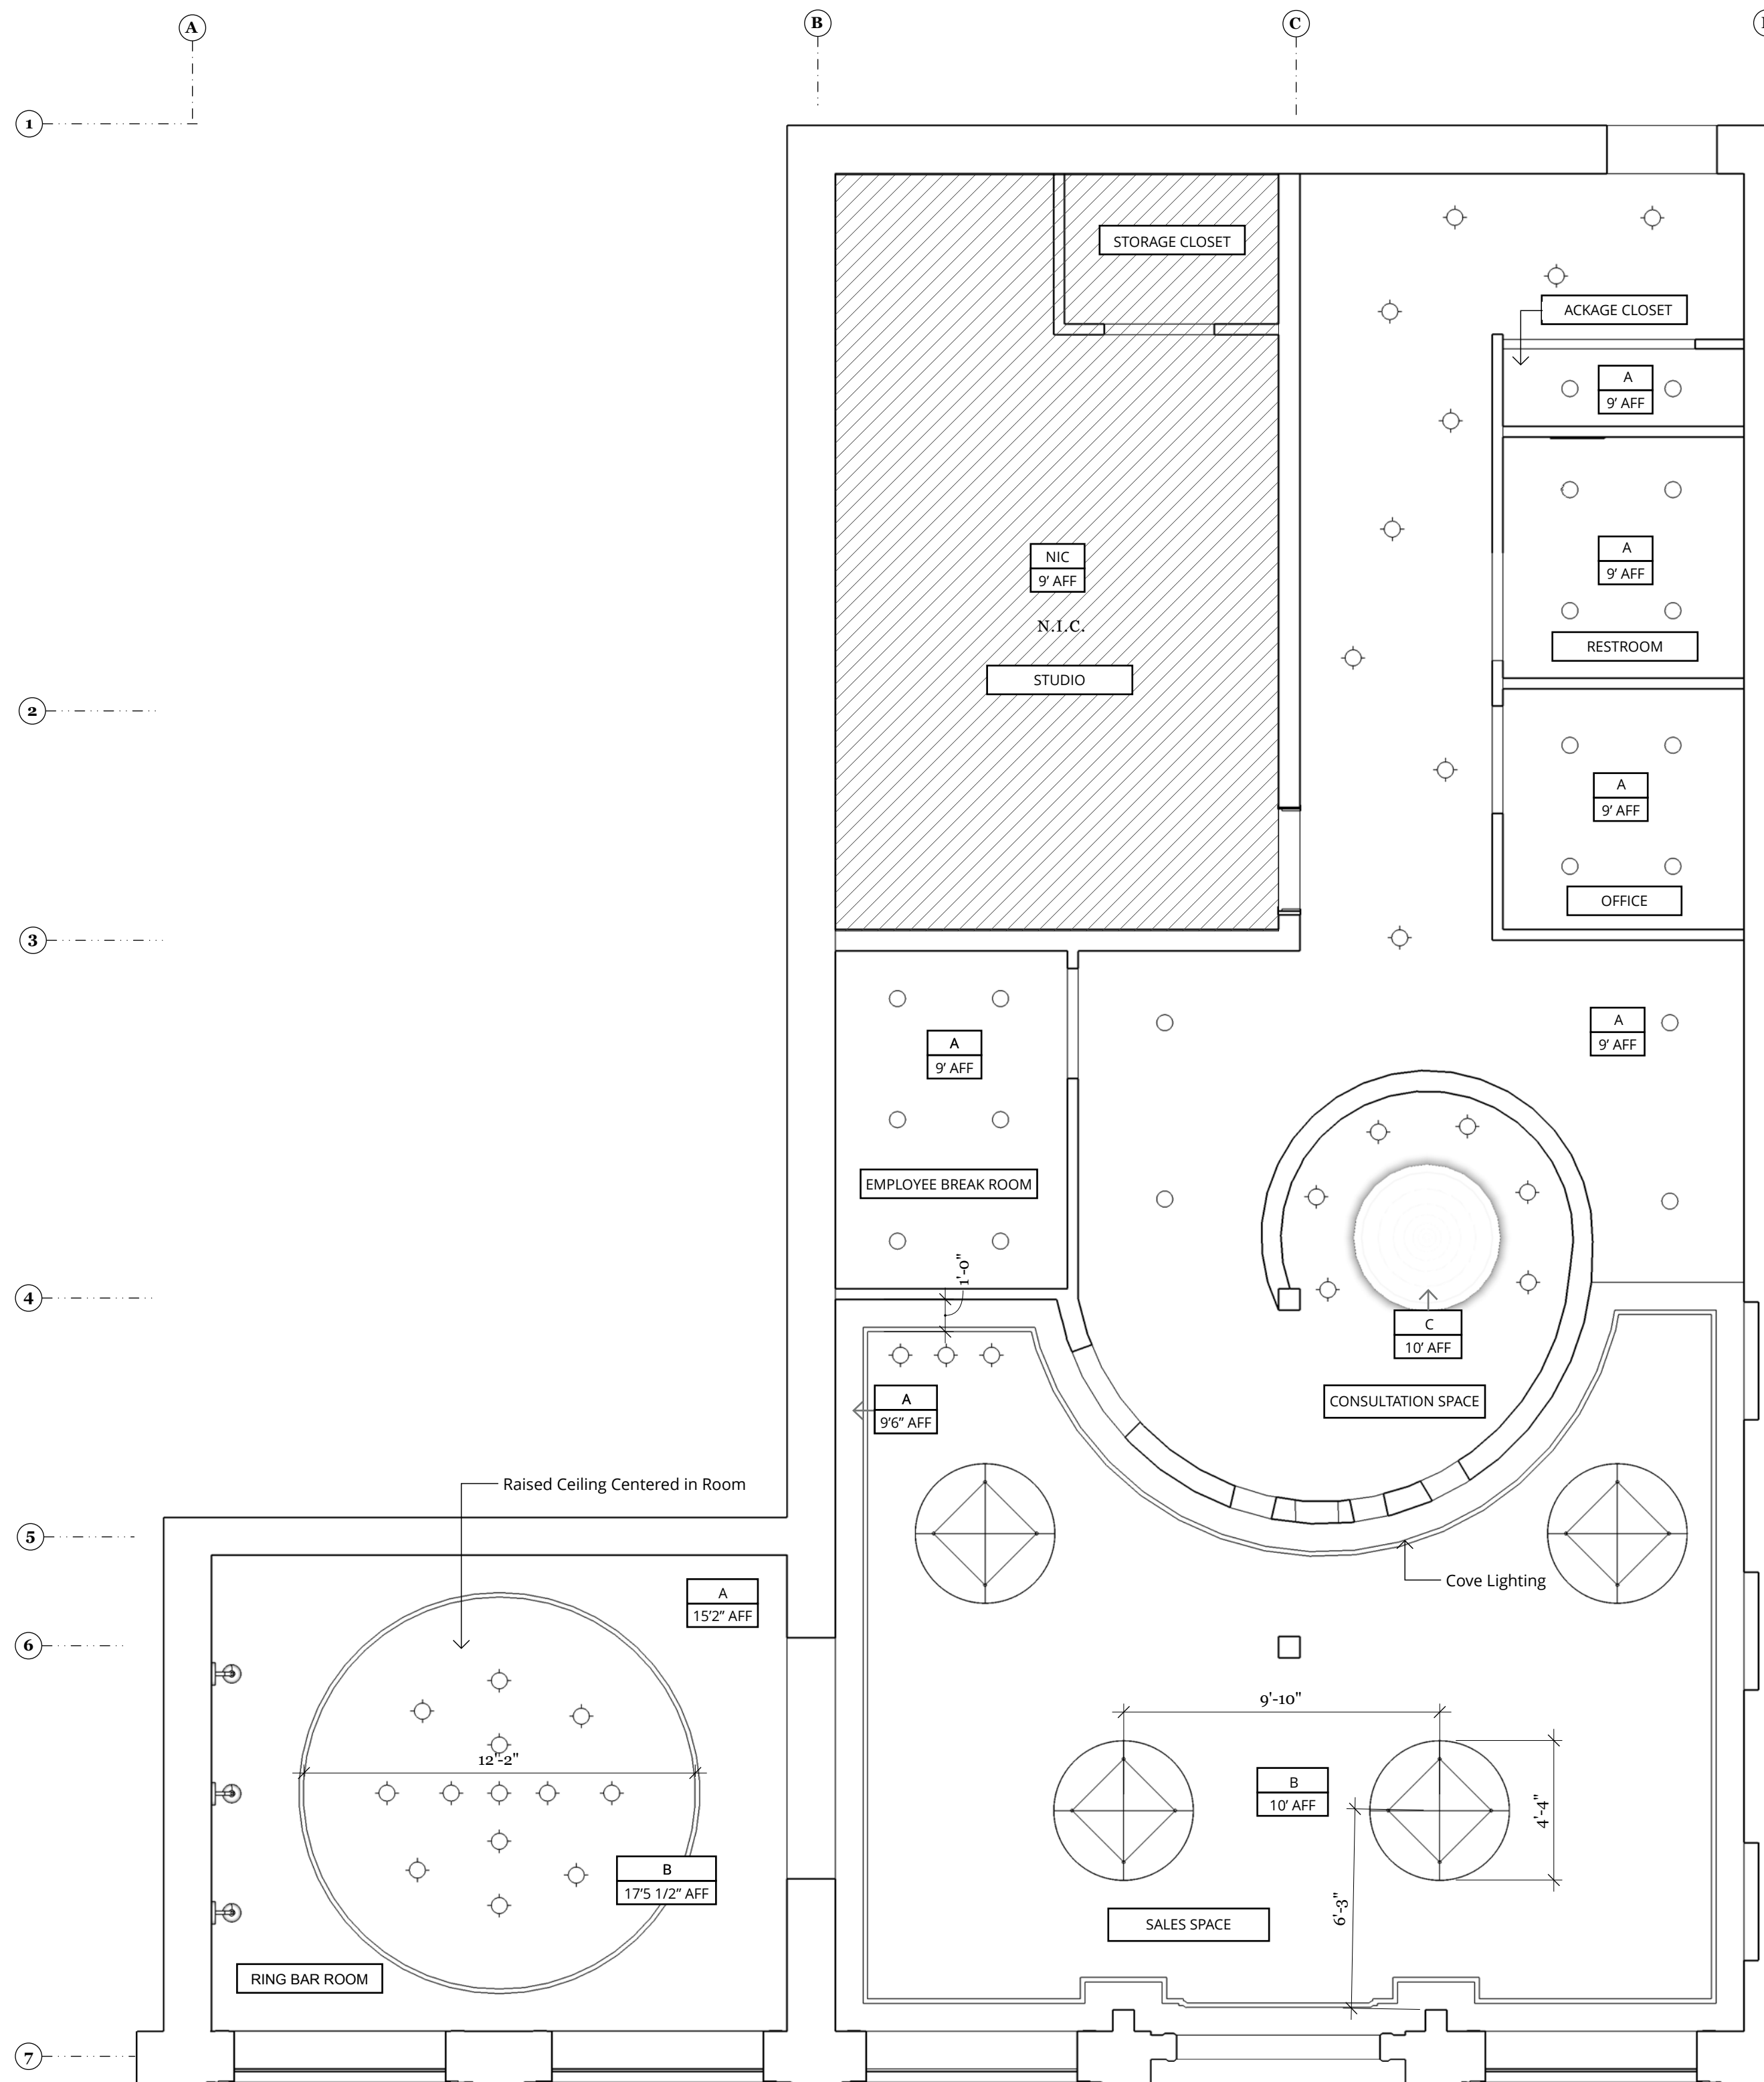 A
B
C
1
STORAGE CLOSET
ACKAGE CLOSET
A
9’ AFF
NIC
9’ AFF
A
9’ AFF
N.I.C.
RESTROOM
STUDIO
2
A
9’ AFF
OFFICE
3
A
9’ AFF
A
9’ AFF
EMPLOYEE BREAK ROOM
1'-0"
4
C
10’ AFF
A
9’6’’ AFF
CONSULTATION SPACE
Raised Ceiling Centered in Room
5
Cove Lighting
A
15’2’’ AFF
6
9'-10"
12'-2"
B
10’ AFF
4'-4"
B
17’5 1/2’’ AFF
6'-3"
SALES SPACE
RING BAR ROOM
7